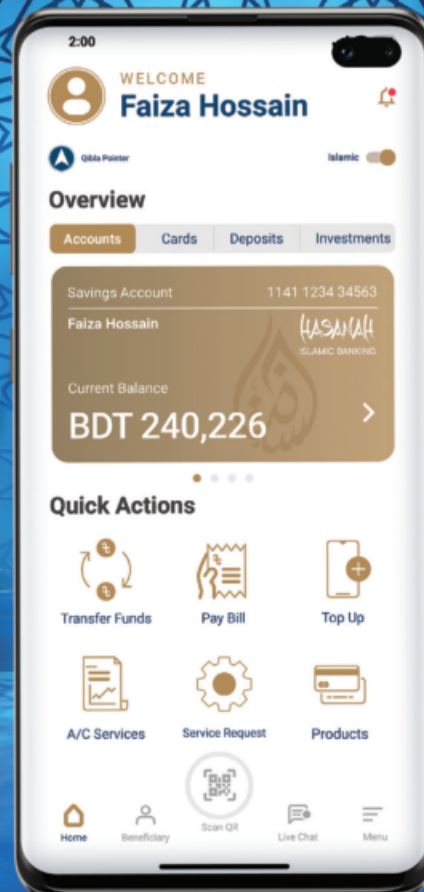 2:00
WELCOME
Faiza Hossain
Qibla Pointer
Islamic
Overview
Accounts Cards Deposits Investments
Savings Account 1141 1234 34563
Faiza Hossain
HASANAH
ISLAMIC BANKING
Current Balance
BDT 240,226
Quick Actions
Transfer Funds Pay Bill Top Up
A/C Services Service Request Products
Home Beneficiary Scan QR Live Chat Menu